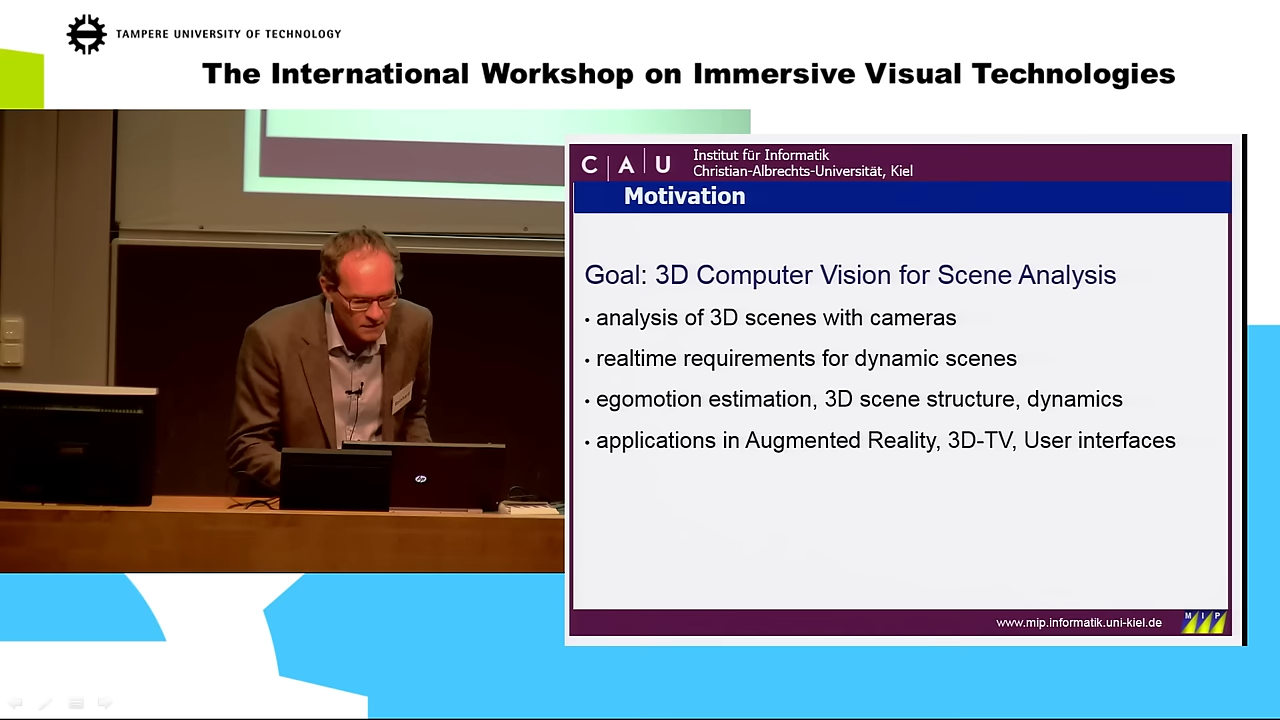 TAMPERE UNIVERSITY OF TECHNOLOGY
The International Workshop on Immersive Visual Technologies
C A U
Institut für Informatik
Christian-Albrechts-Universität, Kiel
Motivation
Goal: 3D Computer Vision for Scene Analysis
• analysis of 3D scenes with cameras
• realtime requirements for dynamic scenes
• egomotion estimation, 3D scene structure, dynamics
• applications in Augmented Reality, 3D-TV, User interfaces
hp
www.mip.informatik.uni-kiel.de
M I P